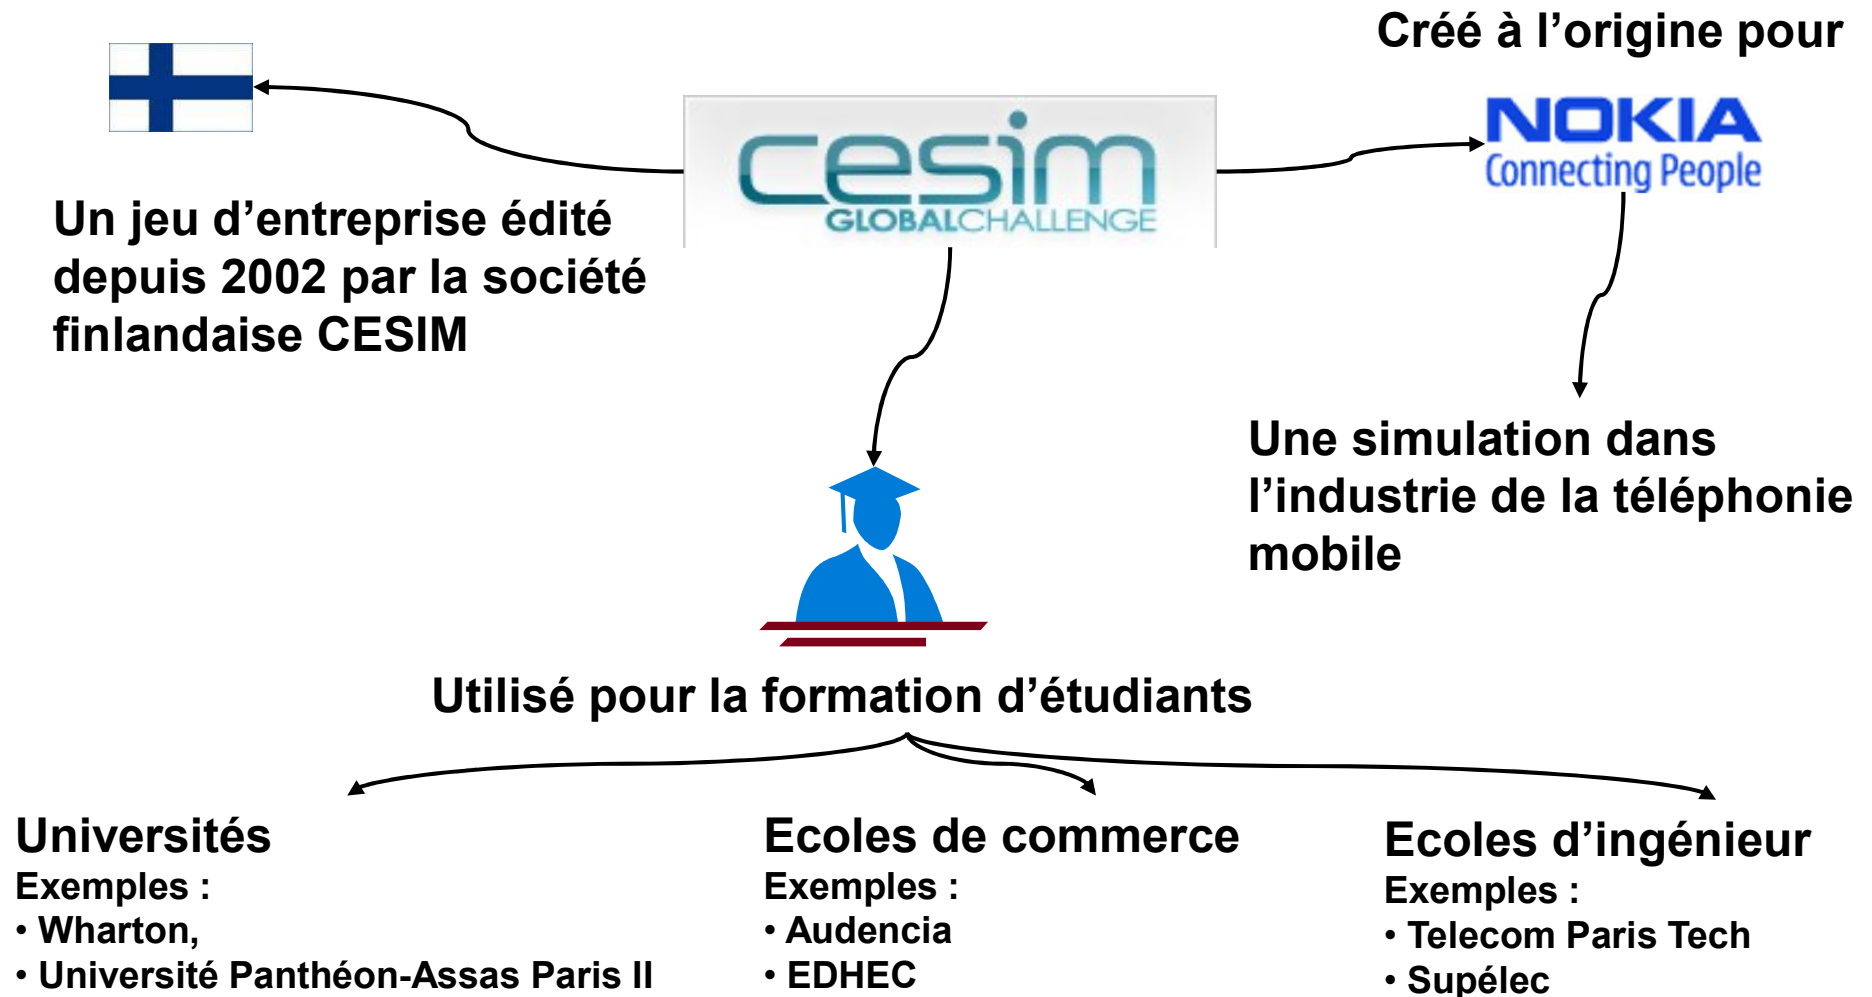 Créé à l’origine pour
NOKIA
Connecting People
cesim
GLOBALCHALLENGE
Un jeu d’entreprise édité
depuis 2002 par la société
finlandaise CESIM
Une simulation dans
l’industrie de la téléphonie
mobile
Utilisé pour la formation d’étudiants
Universités
Exemples :
• Wharton,
• Université Panthéon-Assas Paris II
Ecoles de commerce
Exemples :
• Audencia
• EDHEC
Ecoles d’ingénieur
Exemples :
• Telecom Paris Tech
• Supélec